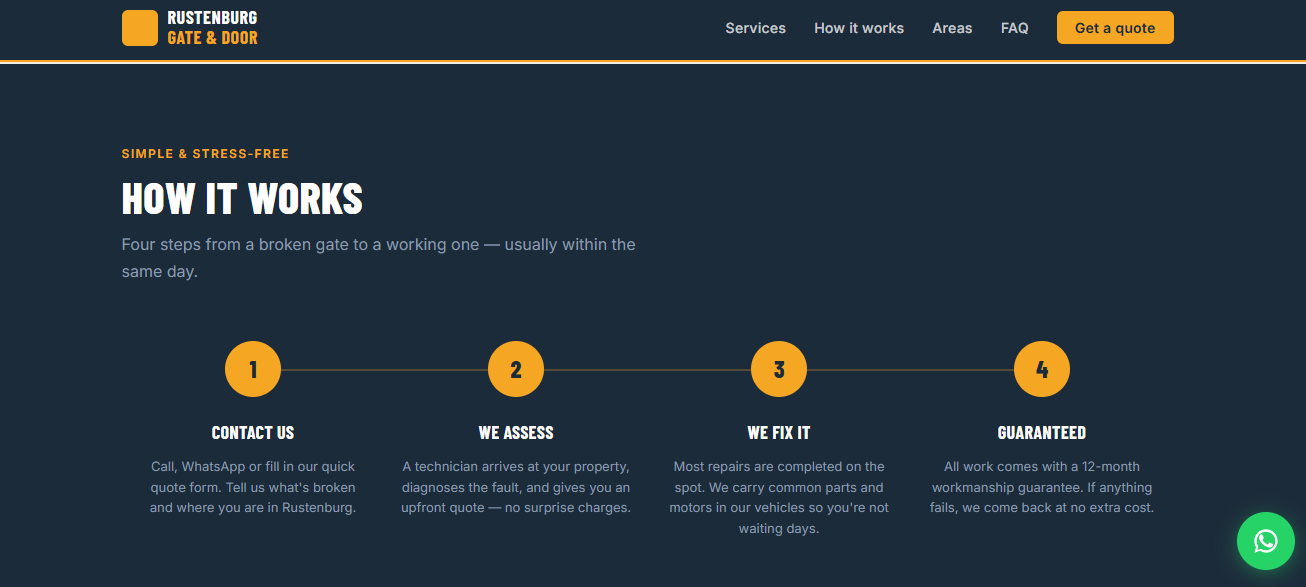 RUSTENBURG
GATE & DOOR
Services How it works Areas FAQ Get a quote
SIMPLE & STRESS-FREE
HOW IT WORKS
Four steps from a broken gate to a working one — usually within the
same day.
1 2 3 4
CONTACT US
Call, WhatsApp or fill in our quick
quote form. Tell us what's broken
and where you are in Rustenburg.
WE ASSESS
A technician arrives at your property,
diagnoses the fault, and gives you an
upfront quote — no surprise charges.
WE FIX IT
Most repairs are completed on the
spot. We carry common parts and
motors in our vehicles so you're not
waiting days.
GUARANTEED
All work comes with a 12-month
workmanship guarantee. If anything
fails, we come back at no extra cost.